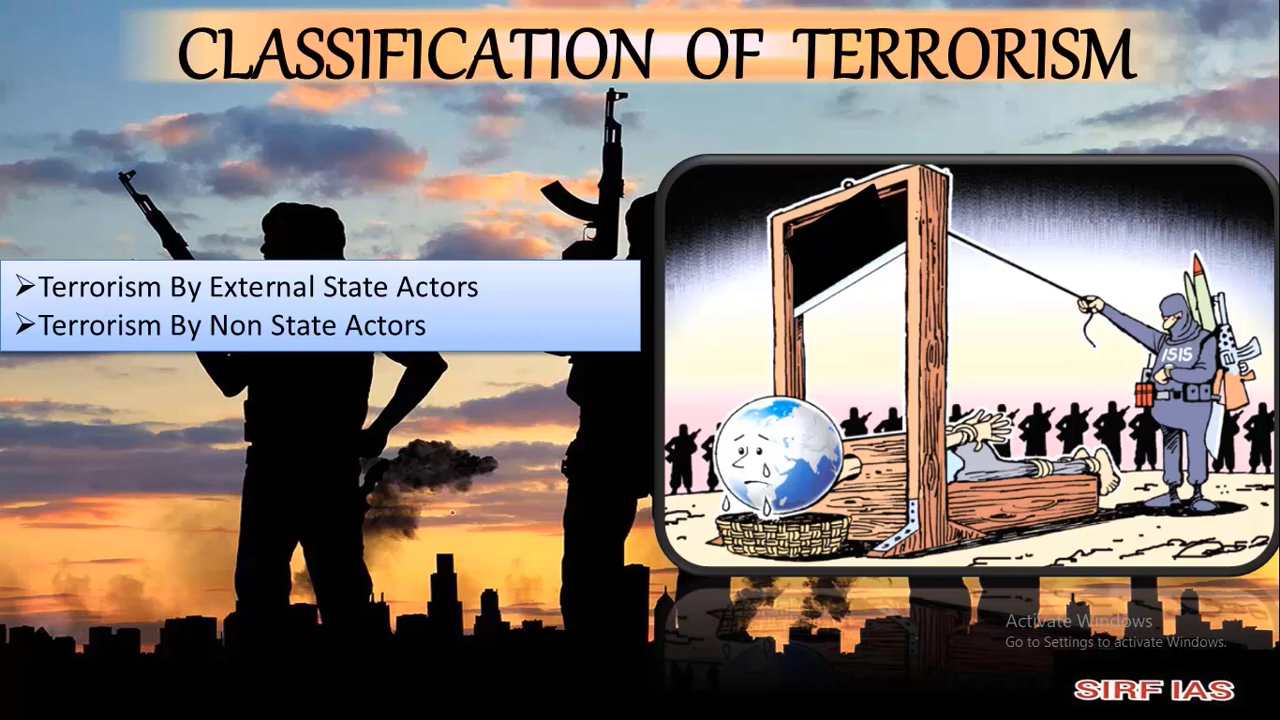 CLASSIFICATION OF TERRORISM
➢Terrorism By External State Actors
➢Terrorism By Non State Actors
ISIS
Activate Windows
Go to Settings to activate Windows.
SIRF IAS